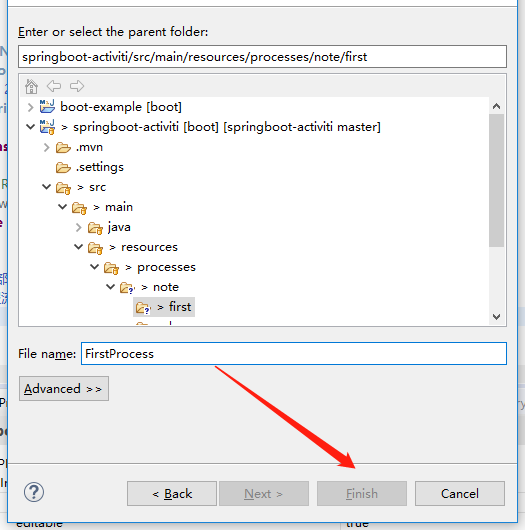 Enter or select the parent folder:
springboot-activiti/src/main/resources/processes/note/first
boot-example [boot]
> springboot-activiti [boot] [springboot-activiti master]
.mvn
.settings
> src
> main
java
> resources
> processes
> note
> first
File name: FirstProcess
Advanced >>
? < Back Next > Finish Cancel
editable true